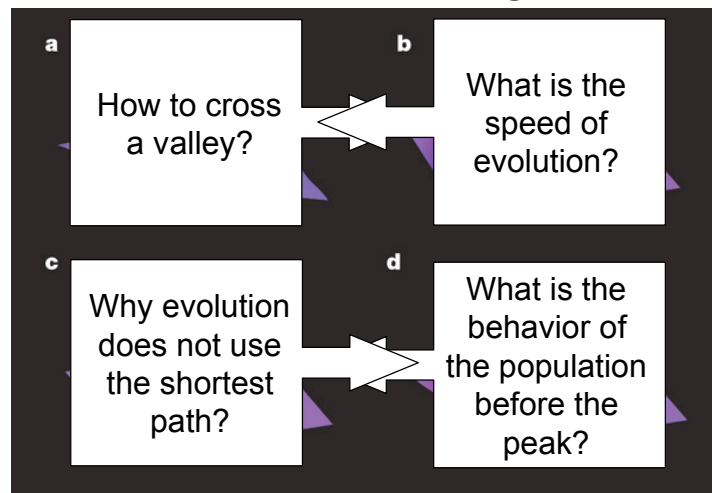 a
How to cross
a valley?
b
What is the
speed of
evolution?
c
Why evolution
does not use
the shortest
path?
d
What is the
behavior of
the population
before the
peak?